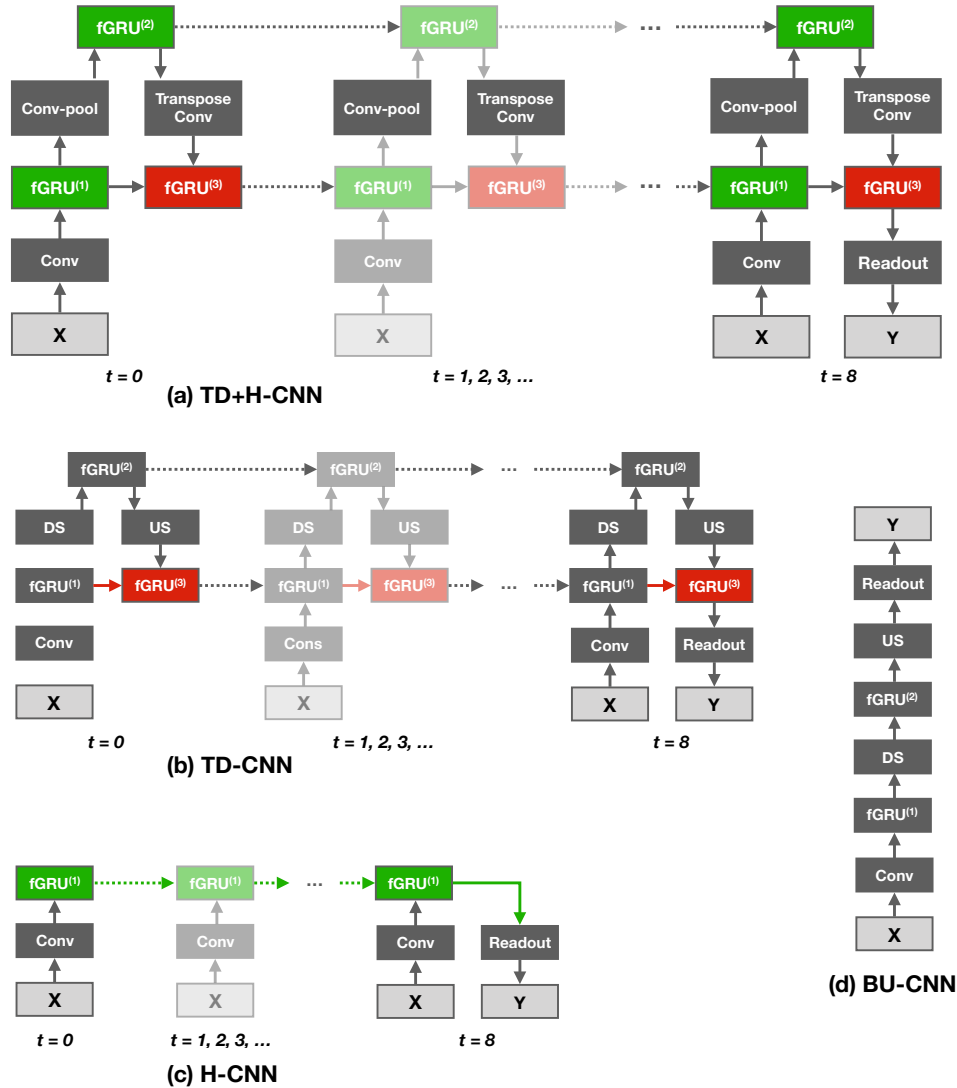 fGRU(2) fGRU(2) ... fGRU(2)
Conv-pool Transpose Conv Conv-pool Transpose Conv Conv-pool Transpose Conv
fGRU(1) fGRU(3) fGRU(1) fGRU(3) ... fGRU(1) fGRU(3)
Conv Conv Conv Readout
X X X Y
t = 0 t = 1, 2, 3, ... t = 8
(a) TD+H-CNN
fGRU(2) fGRU(2) ... fGRU(2)
DS US DS US DS US
fGRU(1) fGRU(3) fGRU(1) fGRU(3) ... fGRU(1) fGRU(3)
Conv Cons Conv Readout
X X X Y
t = 0 t = 1, 2, 3, ... t = 8
(b) TD-CNN
fGRU(1) fGRU(1) ... fGRU(1)
Conv Conv Conv Readout
X X X Y
t = 0 t = 1, 2, 3, ... t = 8
(c) H-CNN
Y
Readout
US
fGRU(2)
DS
fGRU(1)
Conv
X
(d) BU-CNN